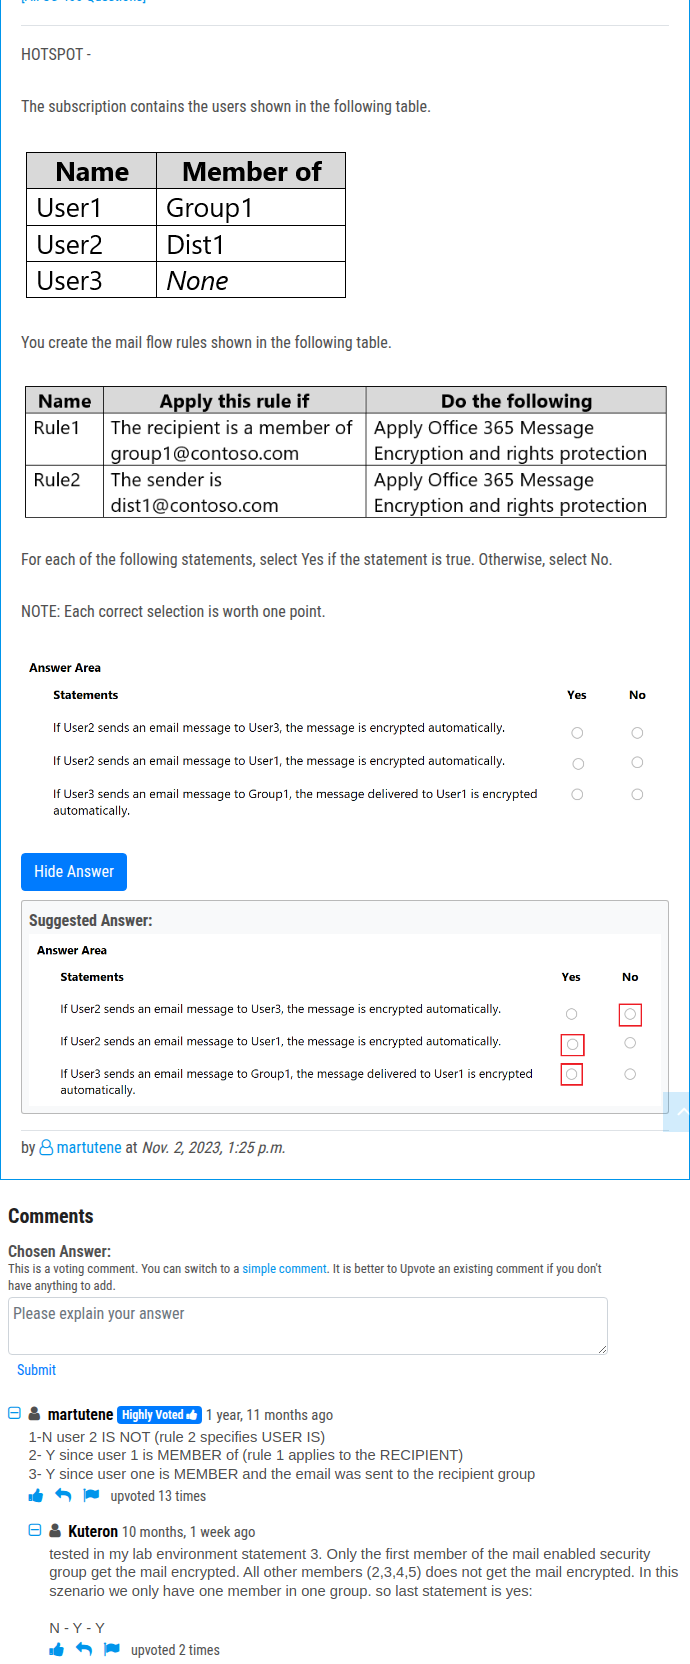 HOTSPOT -
The subscription contains the users shown in the following table.
Name Member of
User1 Group1
User2 Dist1
User3 None
You create the mail flow rules shown in the following table.
Name Apply this rule if Do the following
Rule1 The recipient is a member of Apply Office 365 Message
group1@contoso.com Encryption and rights protection
Rule2 The sender is Apply Office 365 Message
dist1@contoso.com Encryption and rights protection
For each of the following statements, select Yes if the statement is true. Otherwise, select No.
NOTE: Each correct selection is worth one point.
Answer Area
Statements Yes No
If User2 sends an email message to User3, the message is encrypted automatically.
If User2 sends an email message to User1, the message is encrypted automatically.
If User3 sends an email message to Group1, the message delivered to User1 is encrypted
automatically.
Hide Answer
Suggested Answer:
Answer Area
Statements Yes No
If User2 sends an email message to User3, the message is encrypted automatically.
If User2 sends an email message to User1, the message is encrypted automatically.
If User3 sends an email message to Group1, the message delivered to User1 is encrypted
automatically.
by martutene at Nov. 2, 2023, 1:25 p.m.
Comments
Chosen Answer:
This is a voting comment. You can switch to a simple comment. It is better to Upvote an existing comment if you don't
have anything to add.
Please explain your answer
Submit
martutene Highly Voted 1 year, 11 months ago
1-N user 2 IS NOT (rule 2 specifies USER IS)
2- Y since user 1 is MEMBER of (rule 1 applies to the RECIPIENT)
3- Y since user one is MEMBER and the email was sent to the recipient group
upvoted 13 times
Kuteron 10 months, 1 week ago
tested in my lab environment statement 3. Only the first member of the mail enabled security
group get the mail encrypted. All other members (2,3,4,5) does not get the mail encrypted. In this
szenario we only have one member in one group. so last statement is yes:
N - Y - Y
upvoted 2 times